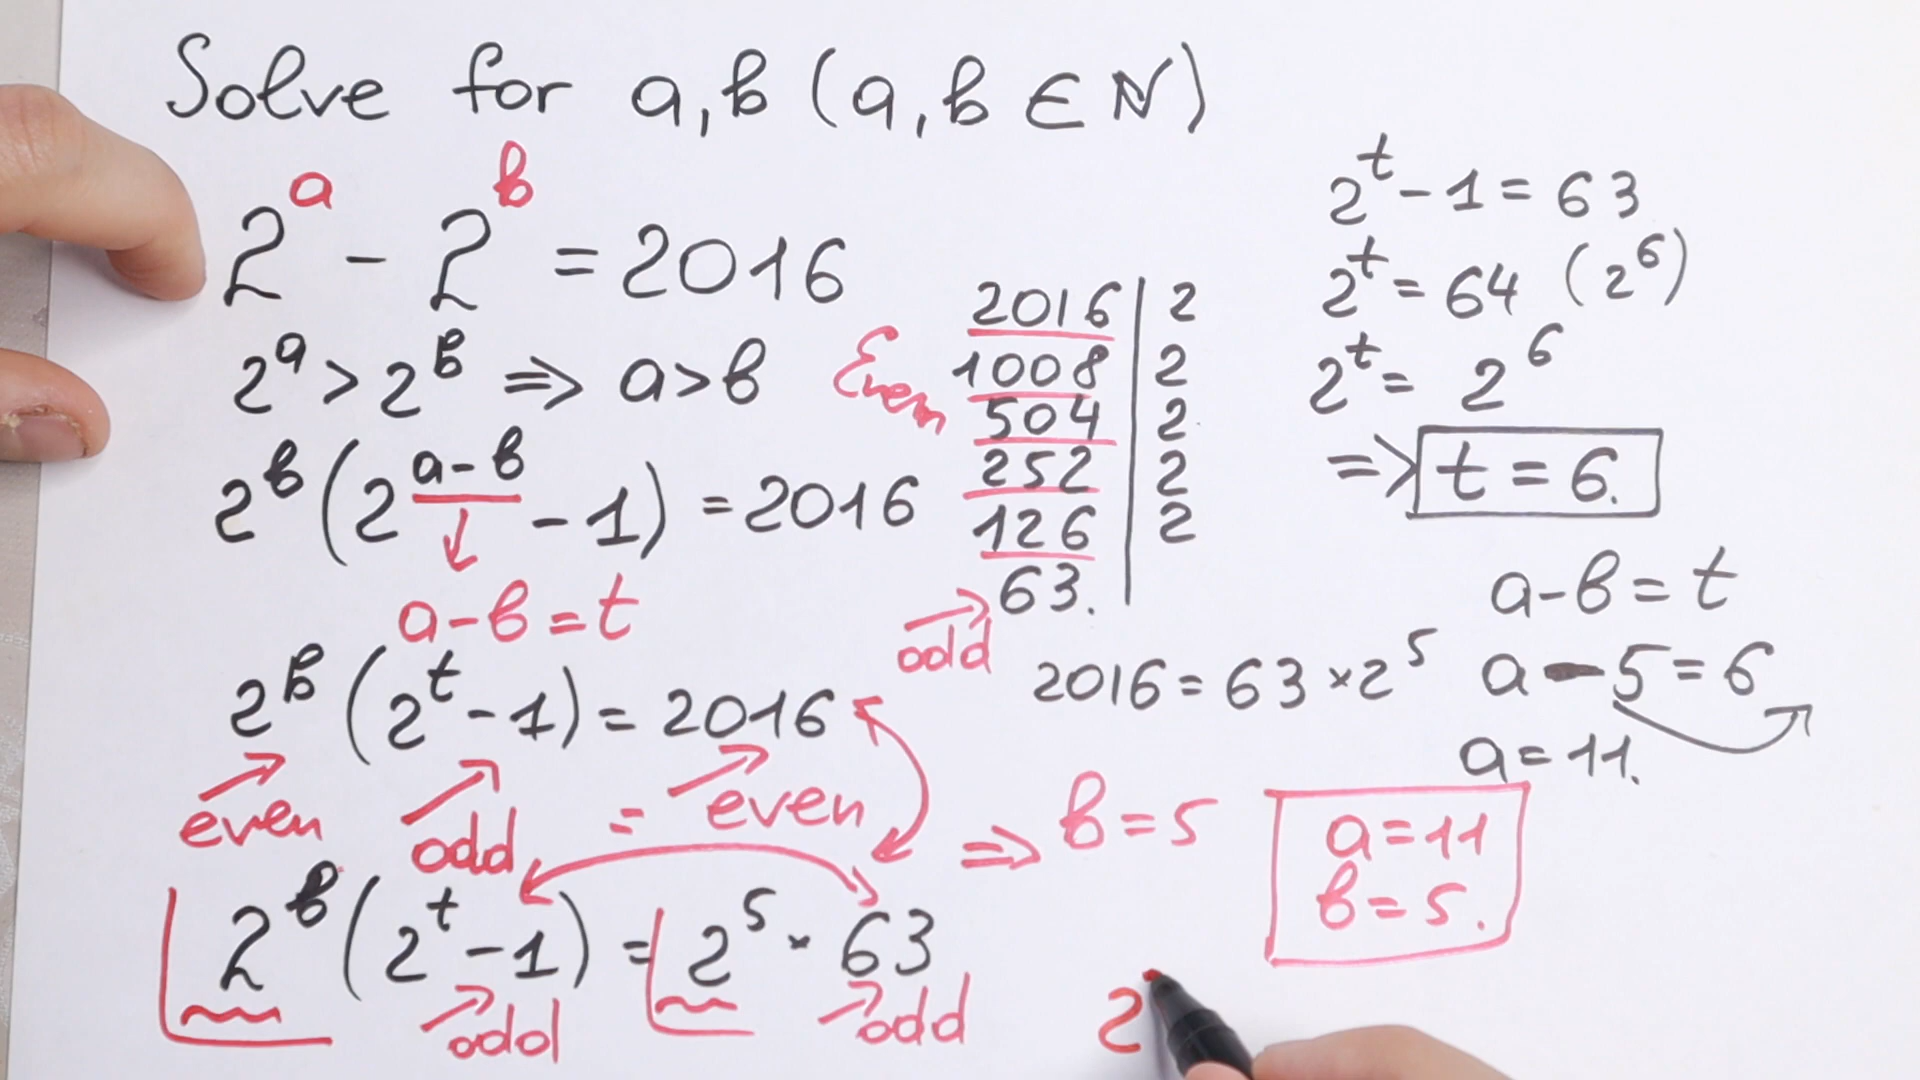 Solve for a, b (a, b ∈ N)
2^a - 2^b = 2016
2^a > 2^b => a > b
2^b (2^(a-b) - 1) = 2016
a - b = t
2^b (2^t - 1) = 2016
even odd = even
2^b (2^t - 1) = 2^5 · 63
odd odd
Even
2016 | 2
1008 | 2
504 | 2
252 | 2
126 | 2
63.
odd
2016 = 63 × 2^5
=> b = 5
2^t - 1 = 63
2^t = 64 (2^6)
2^t = 2^6
=> t = 6.
a - b = t
a - 5 = 6
a = 11.
a = 11
b = 5.
2